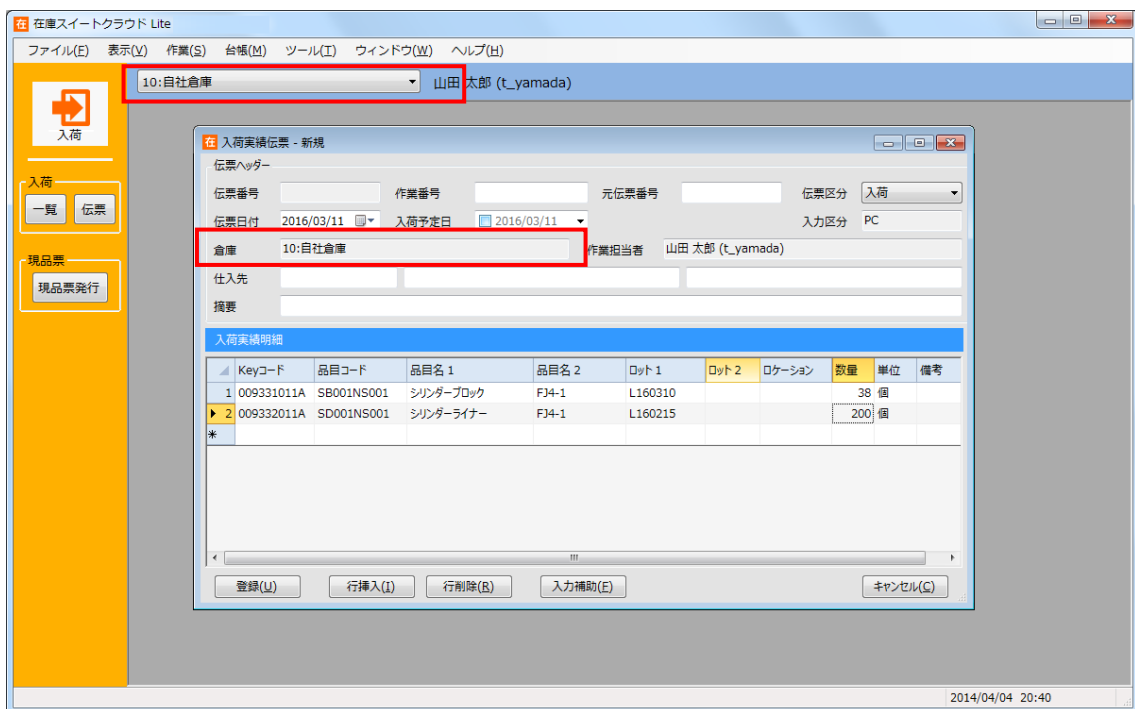 在 在庫スイートクラウド Lite
ファイル(F) 表示(V) 作業(S) 台帳(M) ツール(T) ウィンドウ(W) ヘルプ(H)
10:自社倉庫 山田 太郎 (t_yamada)
入荷
入荷
一覧 伝票
現品票
現品票発行
在 入荷実績伝票 - 新規
伝票ヘッダー
伝票番号 作業番号 元伝票番号 伝票区分 入荷
伝票日付 2016/03/11 入荷予定日 2016/03/11 入力区分 PC
倉庫 10:自社倉庫 作業担当者 山田 太郎 (t_yamada)
仕入先
摘要
入荷実績明細
Keyコード 品目コード 品目名 1 品目名 2 ロット 1 ロット 2 ロケーション 数量 単位 備考
1 009331011A SB001NS001 シリンダーブロック FJ4-1 L160310 38 個
2 009332011A SD001NS001 シリンダーライナー FJ4-1 L160215 200 個
登録(U) 行挿入(I) 行削除(R) 入力補助(F) キャンセル(C)
2014/04/04 20:40